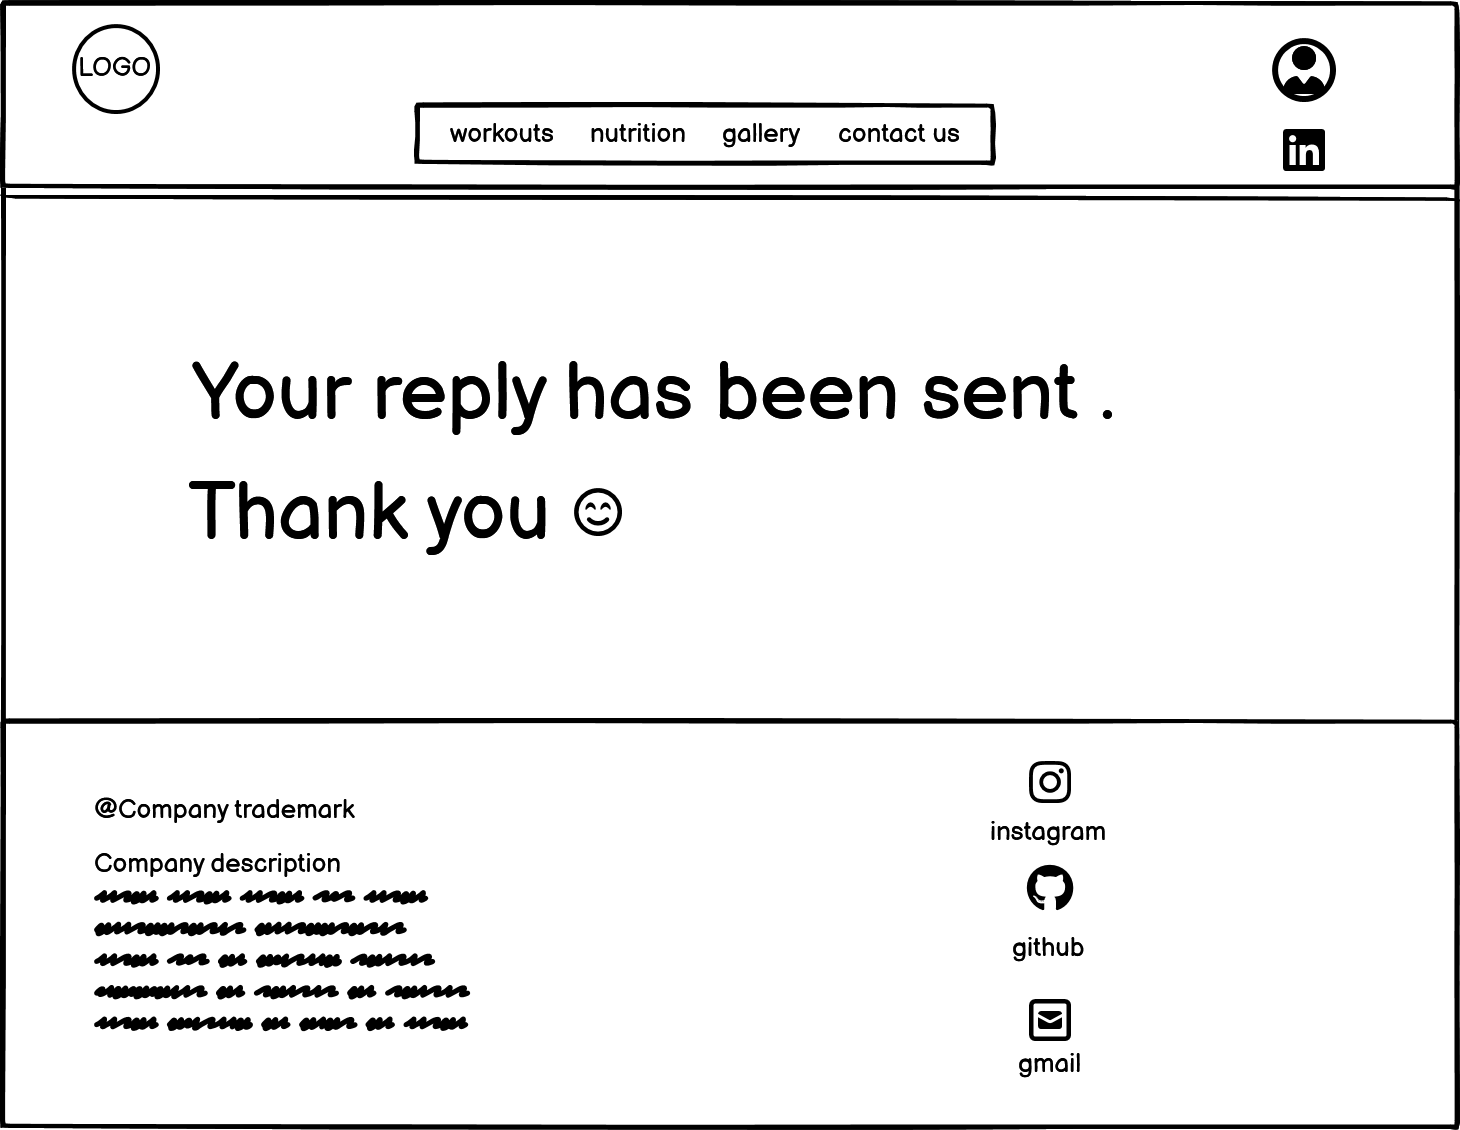 LOGO
workouts nutrition gallery contact us
in
Your reply has been sent .
Thank you 😊
@Company trademark
Company description
instagram
github
gmail